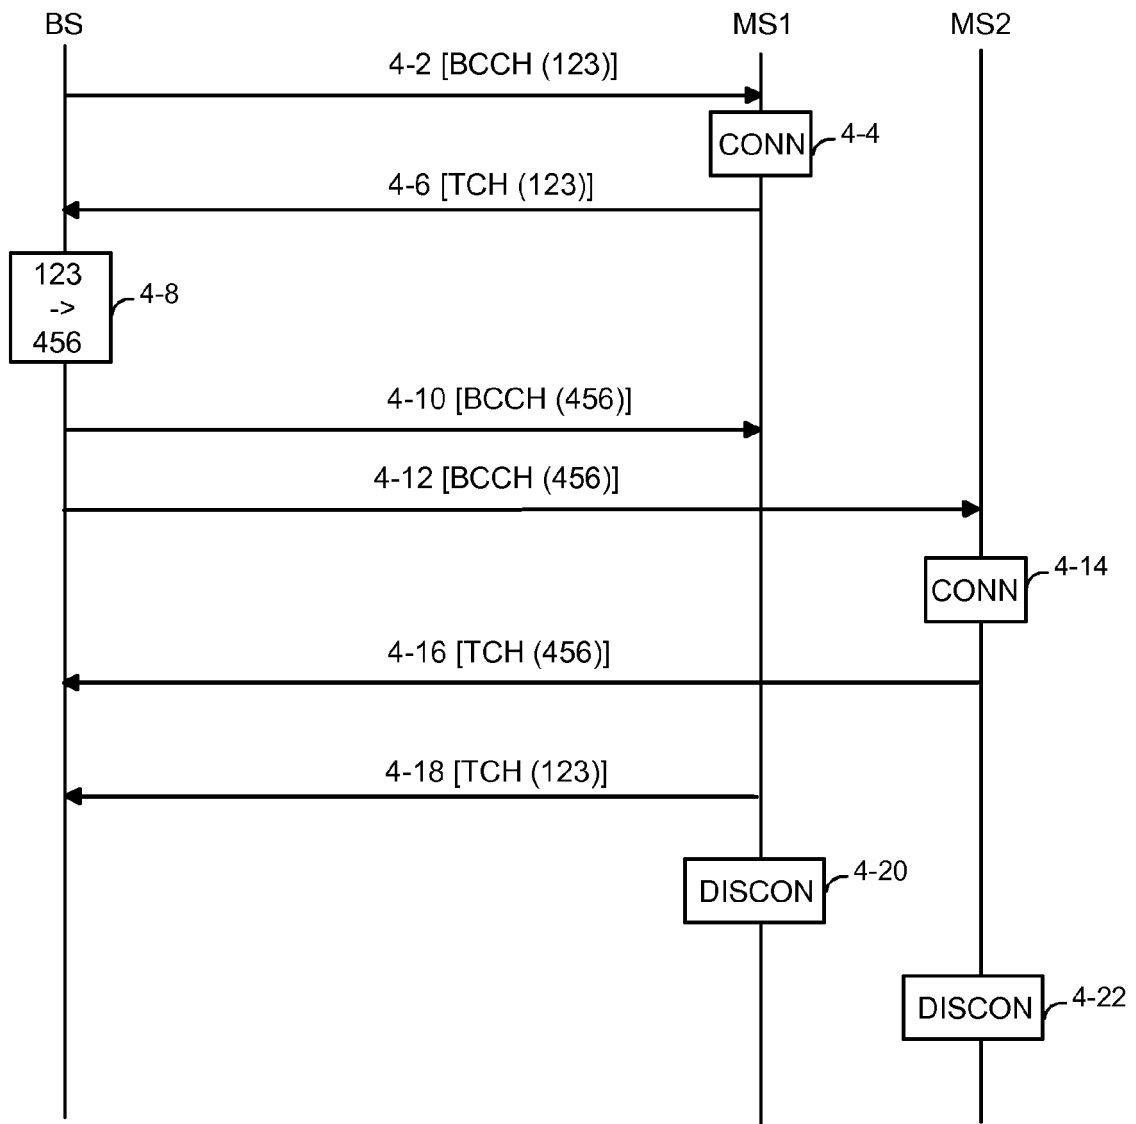 BS
MS1
MS2
4-2 [BCCH (123)]
CONN
4-4
4-6 [TCH (123)]
123
->
456
4-8
4-10 [BCCH (456)]
4-12 [BCCH (456)]
CONN
4-14
4-16 [TCH (456)]
4-18 [TCH (123)]
DISCON
4-20
DISCON
4-22